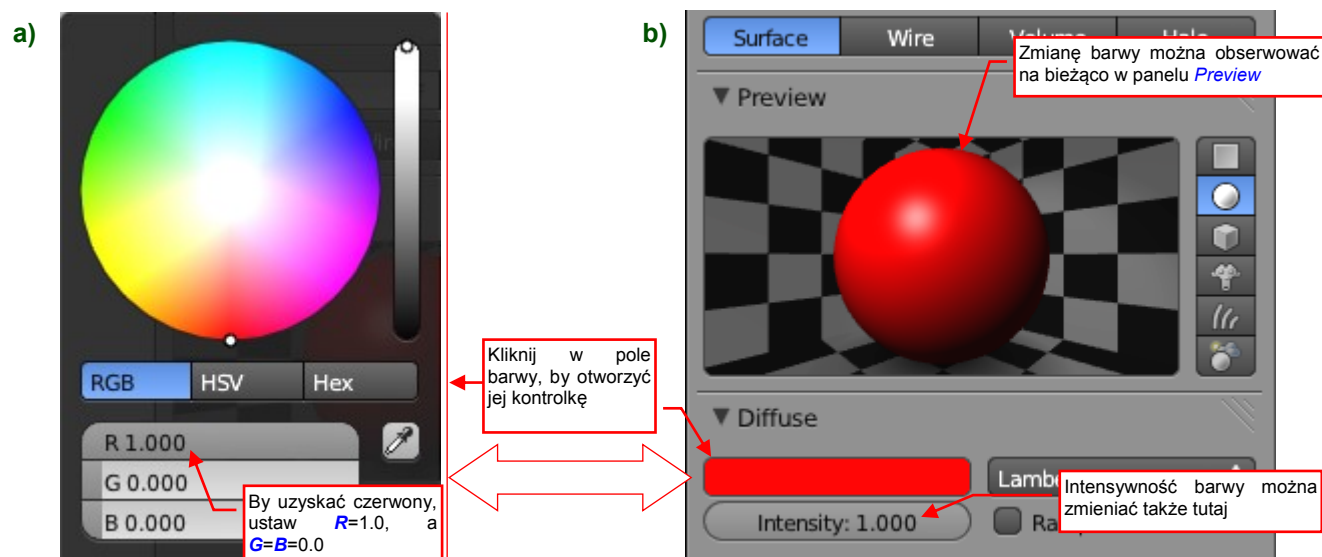 a)
RGB HSV Hex
R 1.000
G 0.000
B 0.000
By uzyskać czerwony,
ustaw R=1.0, a
G=B=0.0
Kliknij w pole
barwy, by otworzyć
jej kontrolkę
b)
Surface Wire
Zmianę barwy można obserwować
na bieżąco w panelu Preview
Preview
Diffuse
Intensity: 1.000
Intensywność barwy można
zmieniać także tutaj